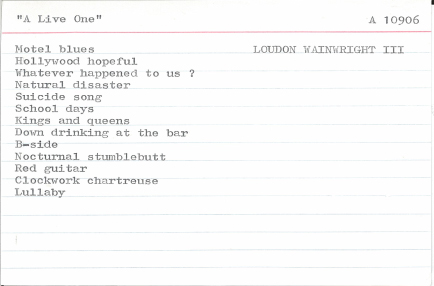 "A Live One" A 10906
Motel blues LOUDON WAINWRIGHT III
Hollywood hopeful
Whatever happened to us ?
Natural disaster
Suicide song
School days
Kings and queens
Down drinking at the bar
B-side
Nocturnal stumblebutt
Red guitar
Clockwork chartreuse
Lullaby